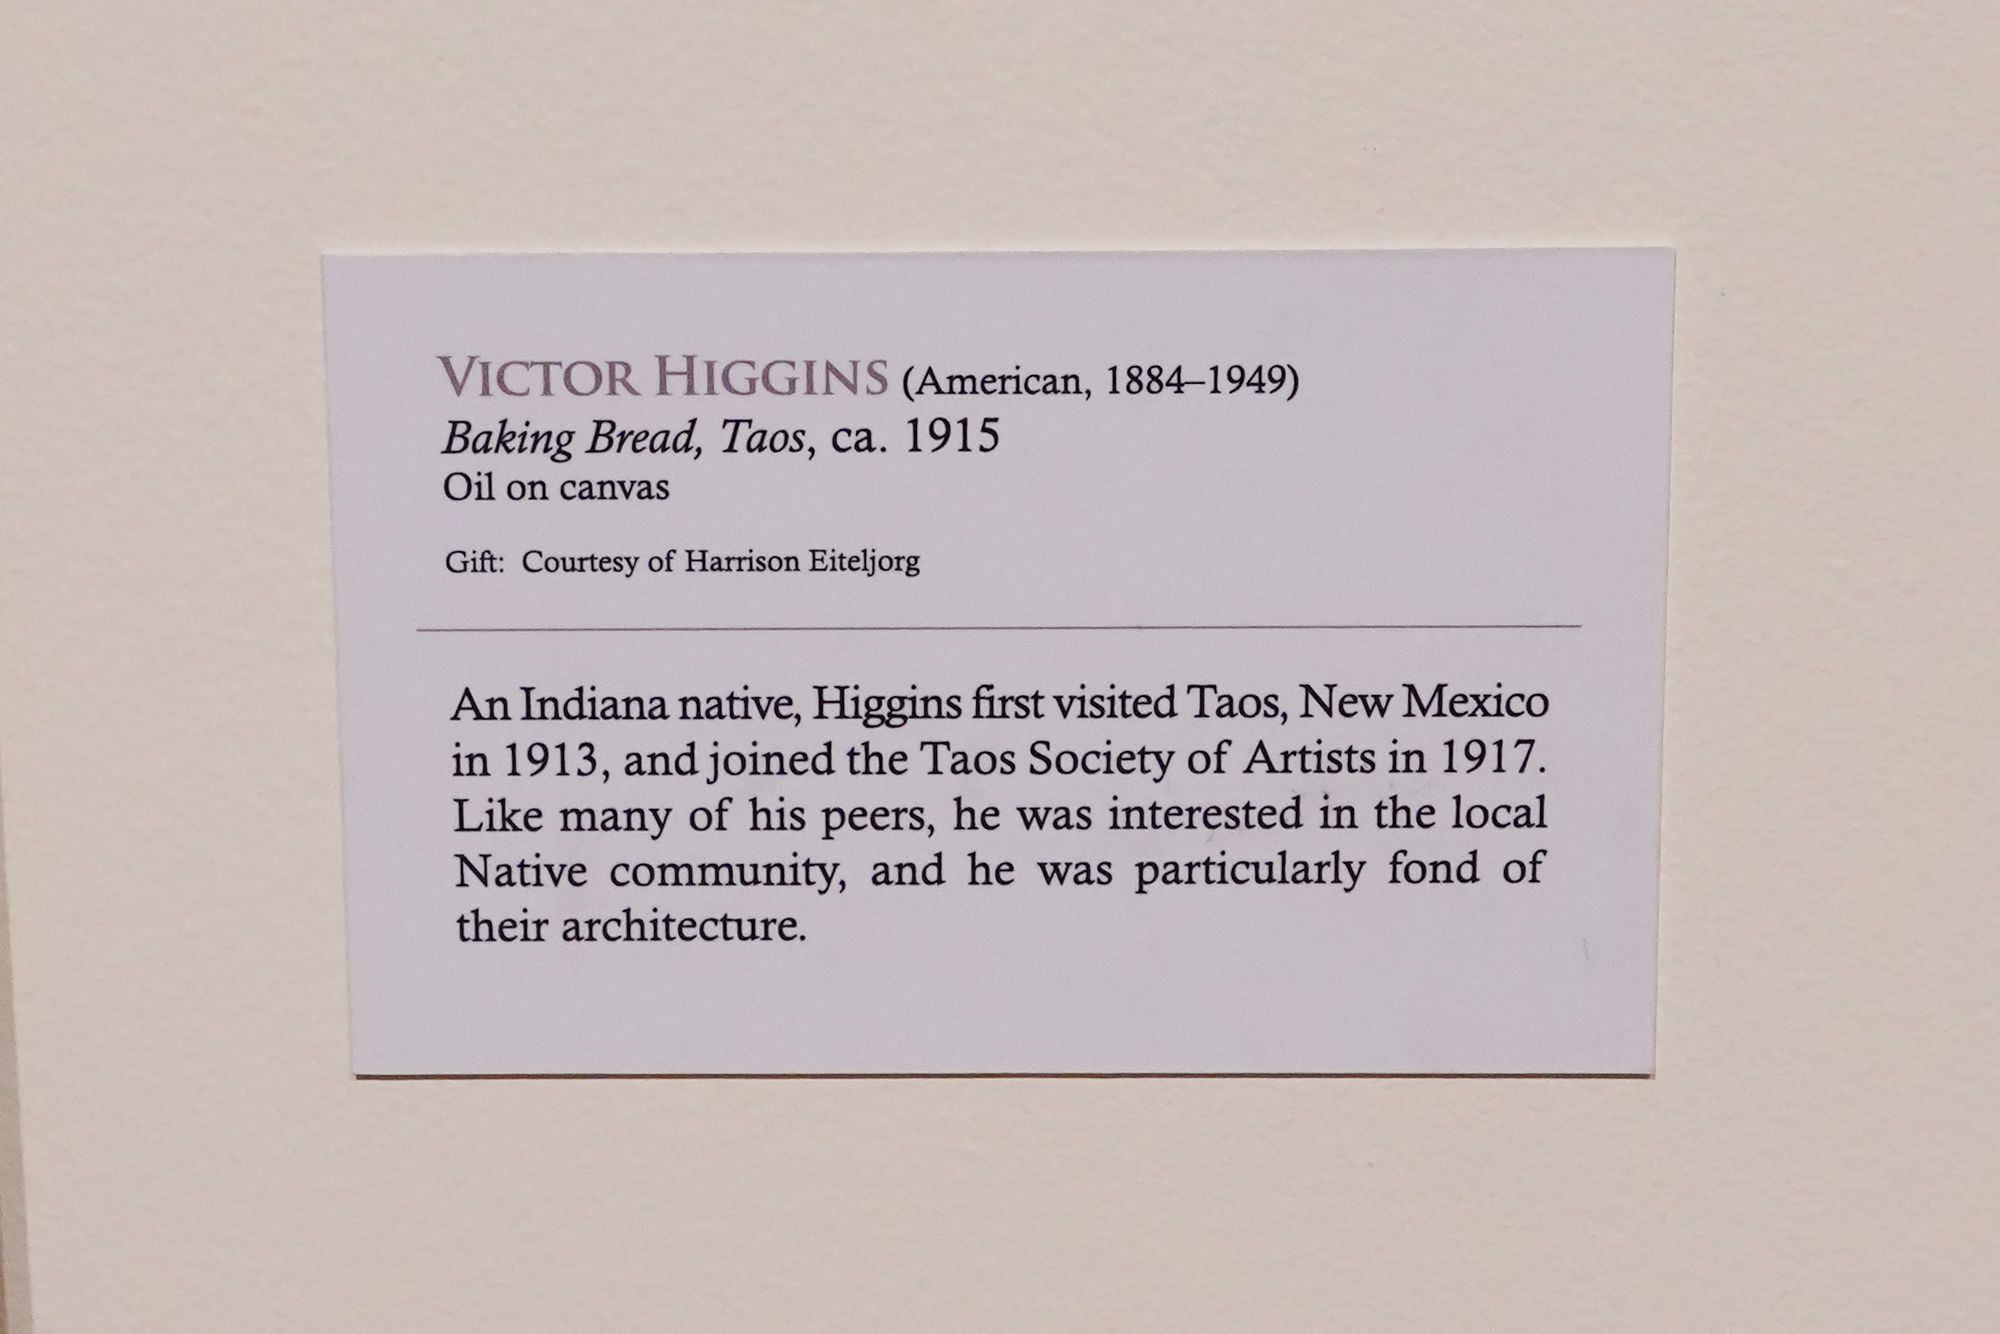 VICTOR HIGGINS (American, 1884–1949)
Baking Bread, Taos, ca. 1915
Oil on canvas
Gift: Courtesy of Harrison Eiteljorg
An Indiana native, Higgins first visited Taos, New Mexico
in 1913, and joined the Taos Society of Artists in 1917.
Like many of his peers, he was interested in the local
Native community, and he was particularly fond of
their architecture.